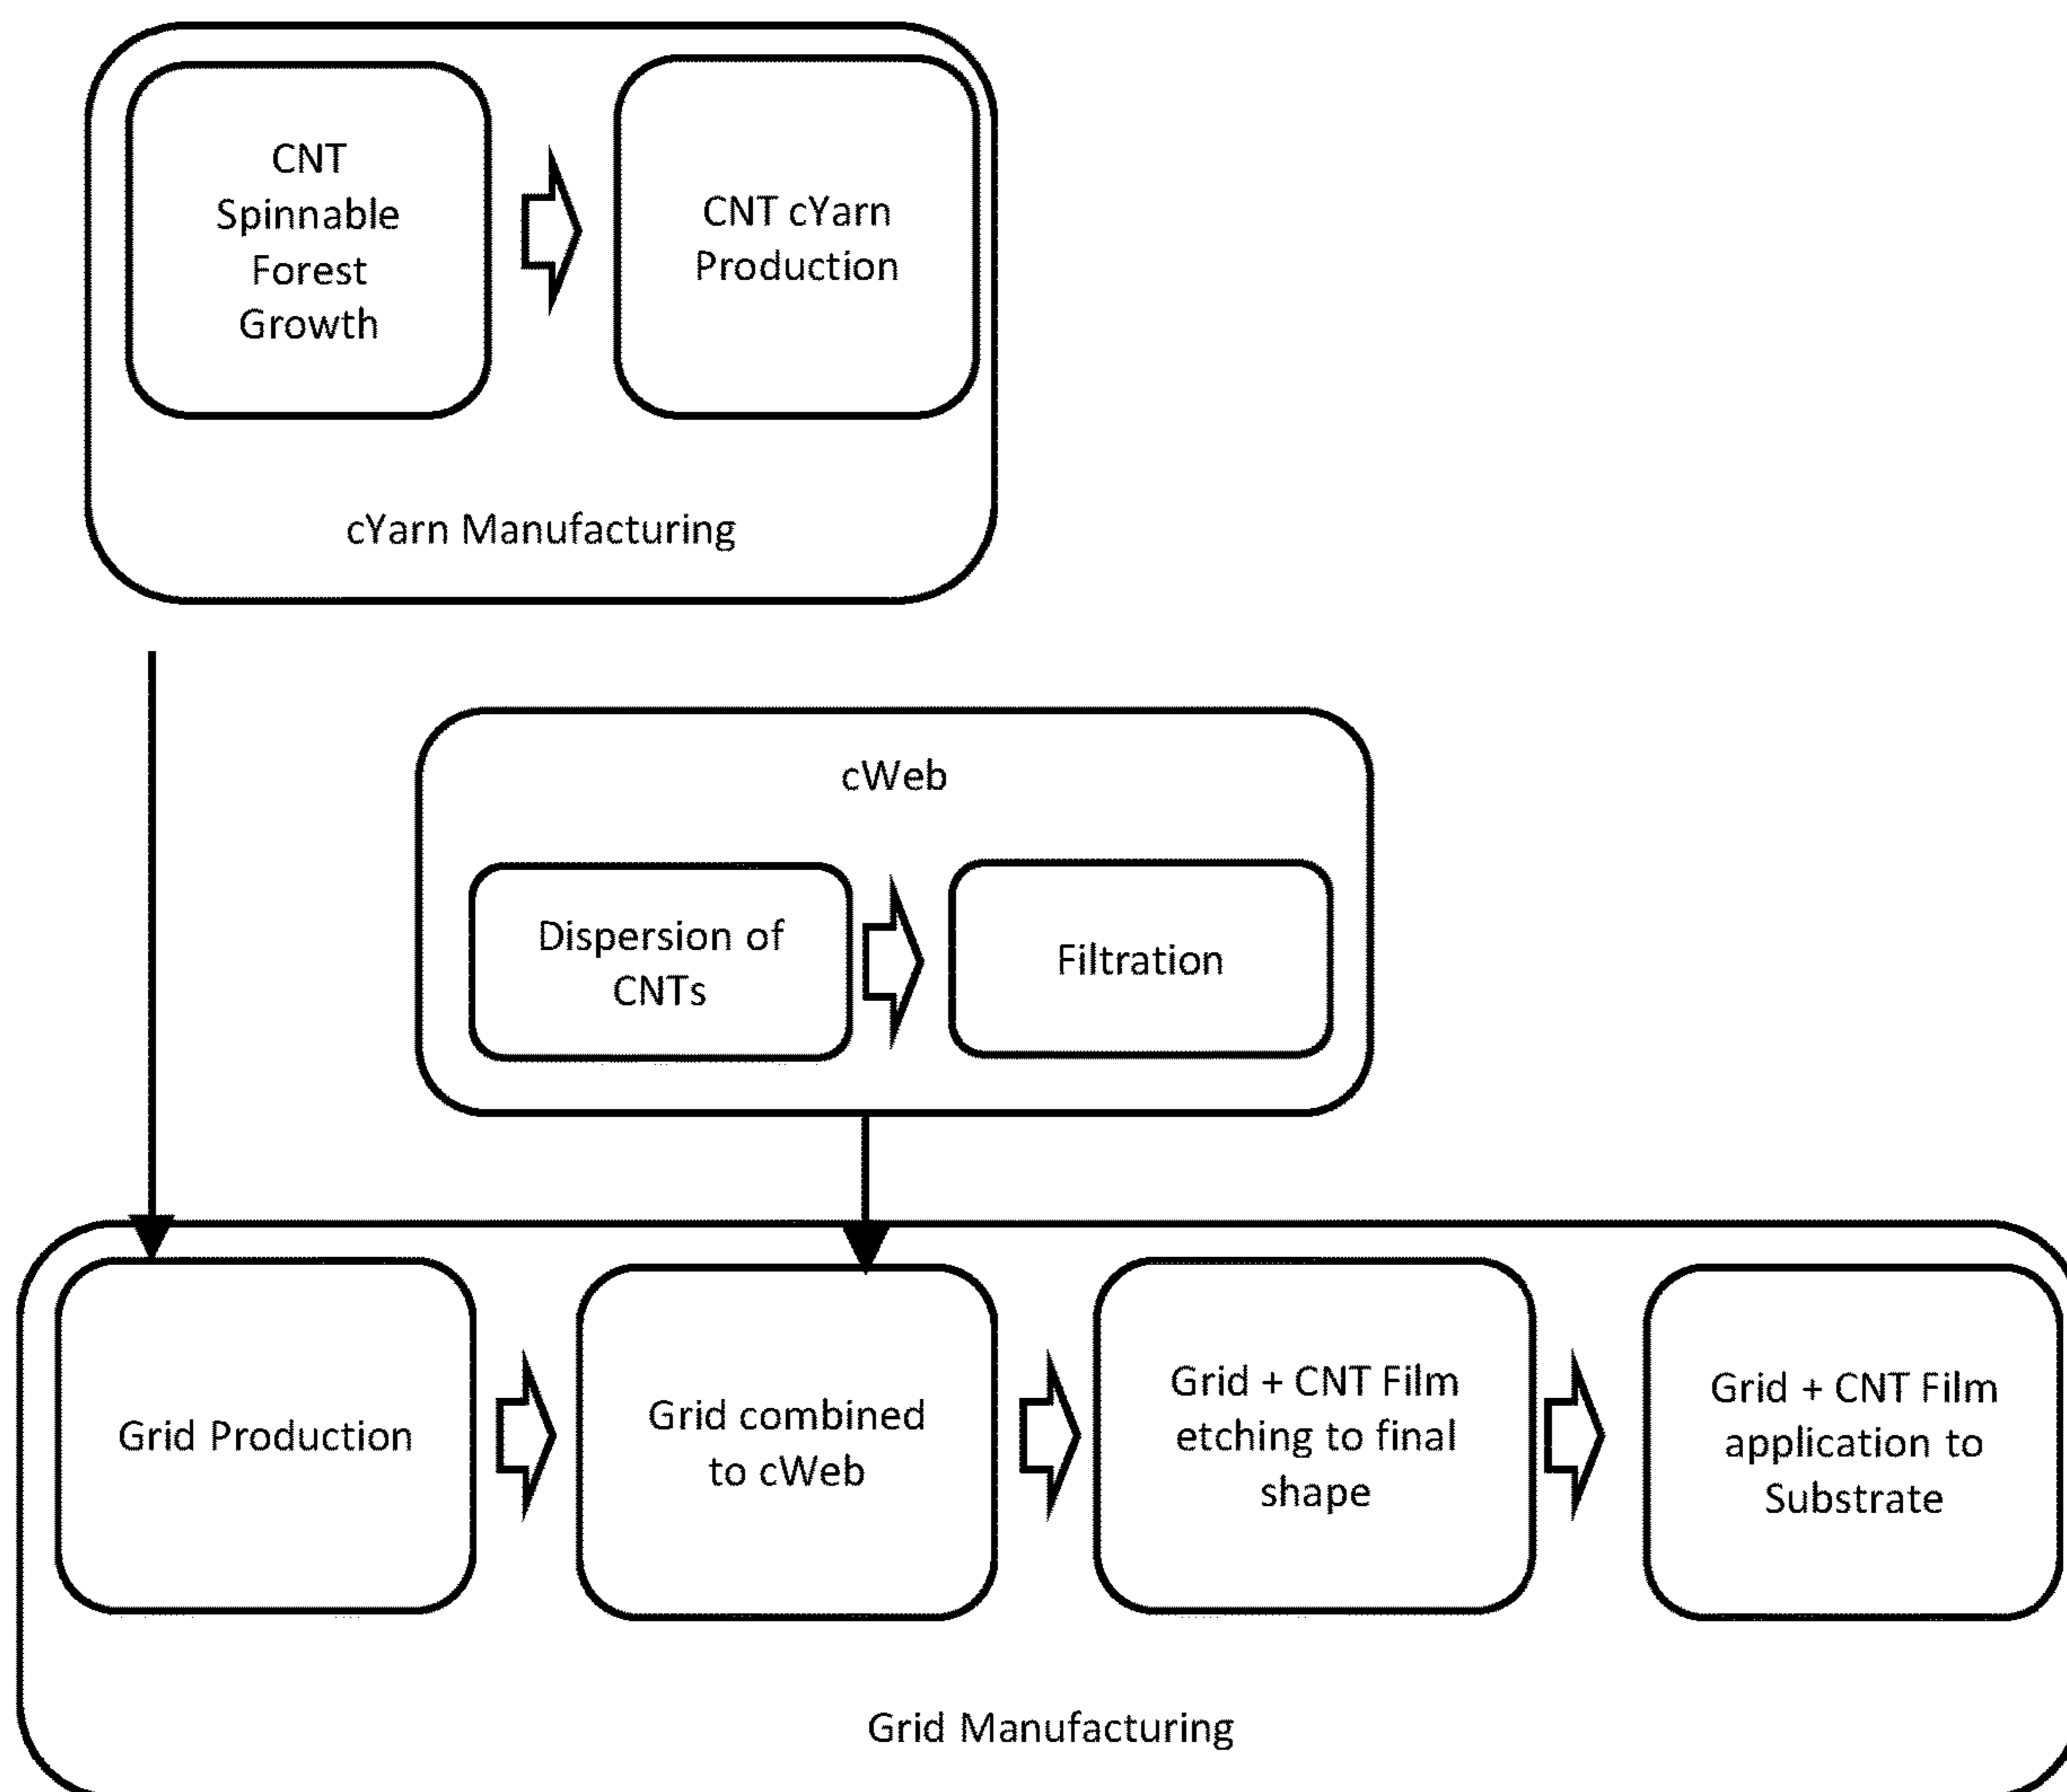 CNT
Spinnable
Forest
Growth
CNT cYarn
Production
cYarn Manufacturing
cWeb
Dispersion of
CNTs
Filtration
Grid Production
Grid combined
to cWeb
Grid + CNT Film
etching to final
shape
Grid + CNT Film
application to
Substrate
Grid Manufacturing